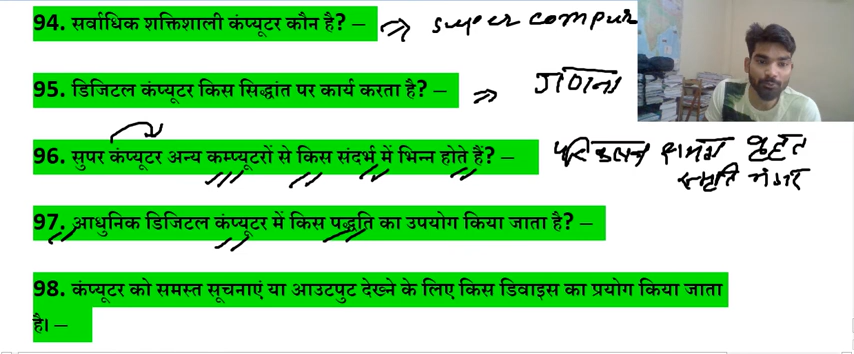 94. सर्वाधिक शक्तिशाली कंप्यूटर कौन है? – ⇒ super compu
95. डिजिटल कंप्यूटर किस सिद्धांत पर कार्य करता है? – ⇒ गणना
96. सुपर कंप्यूटर अन्य कम्प्यूटरों से किस संदर्भ में भिन्न होते हैं? –
स्मृति भंडार
97. आधुनिक डिजिटल कंप्यूटर में किस पद्धति का उपयोग किया जाता है? –
98. कंप्यूटर को समस्त सूचनाएं या आउटपुट देखने के लिए किस डिवाइस का प्रयोग किया जाता
है। –